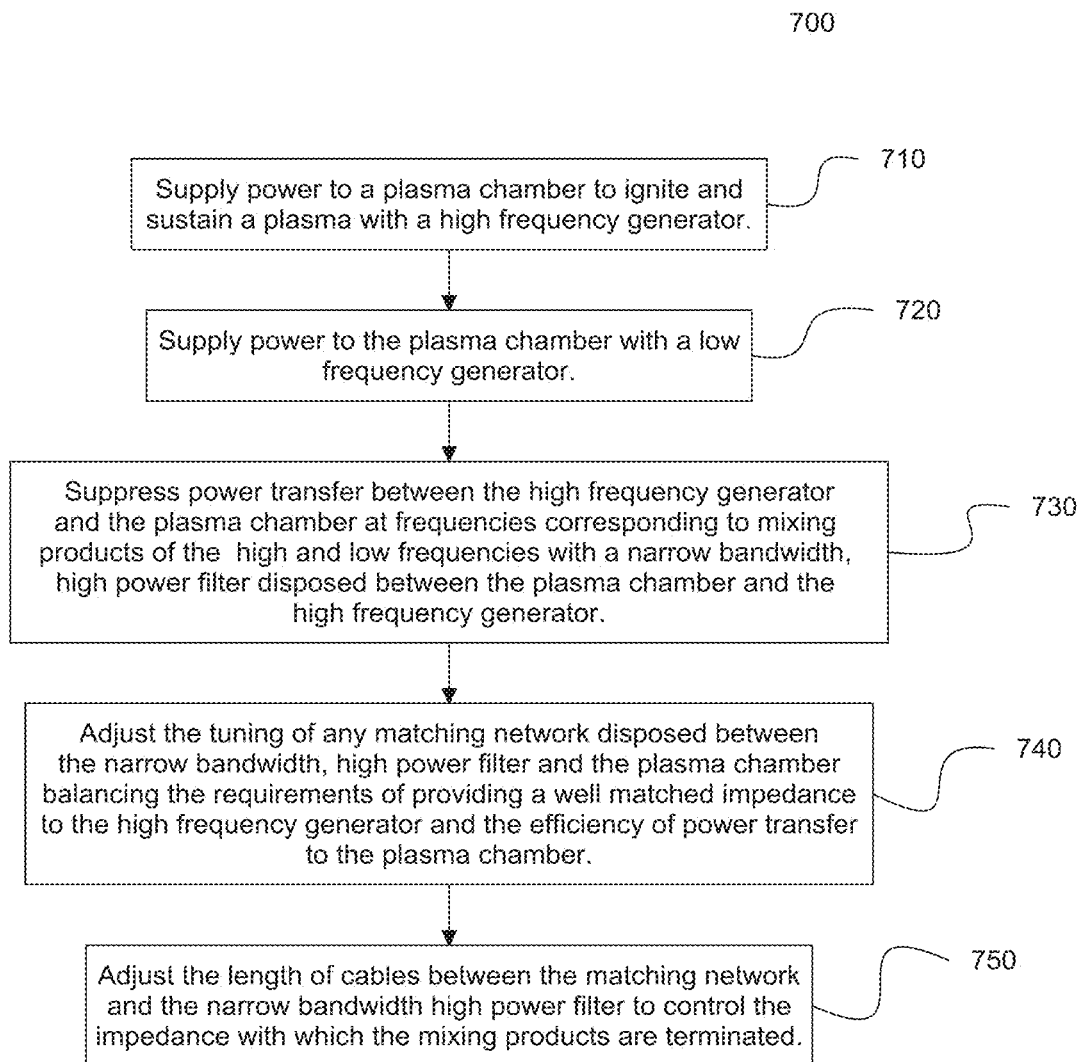 700
710
Supply power to a plasma chamber to ignite and
sustain a plasma with a high frequency generator.
720
Supply power to the plasma chamber with a low
frequency generator.
730
Suppress power transfer between the high frequency generator
and the plasma chamber at frequencies corresponding to mixing
products of the high and low frequencies with a narrow bandwidth,
high power filter disposed between the plasma chamber and the
high frequency generator.
740
Adjust the tuning of any matching network disposed between
the narrow bandwidth, high power filter and the plasma chamber
balancing the requirements of providing a well matched impedance
to the high frequency generator and the efficiency of power transfer
to the plasma chamber.
750
Adjust the length of cables between the matching network
and the narrow bandwidth high power filter to control the
impedance with which the mixing products are terminated.